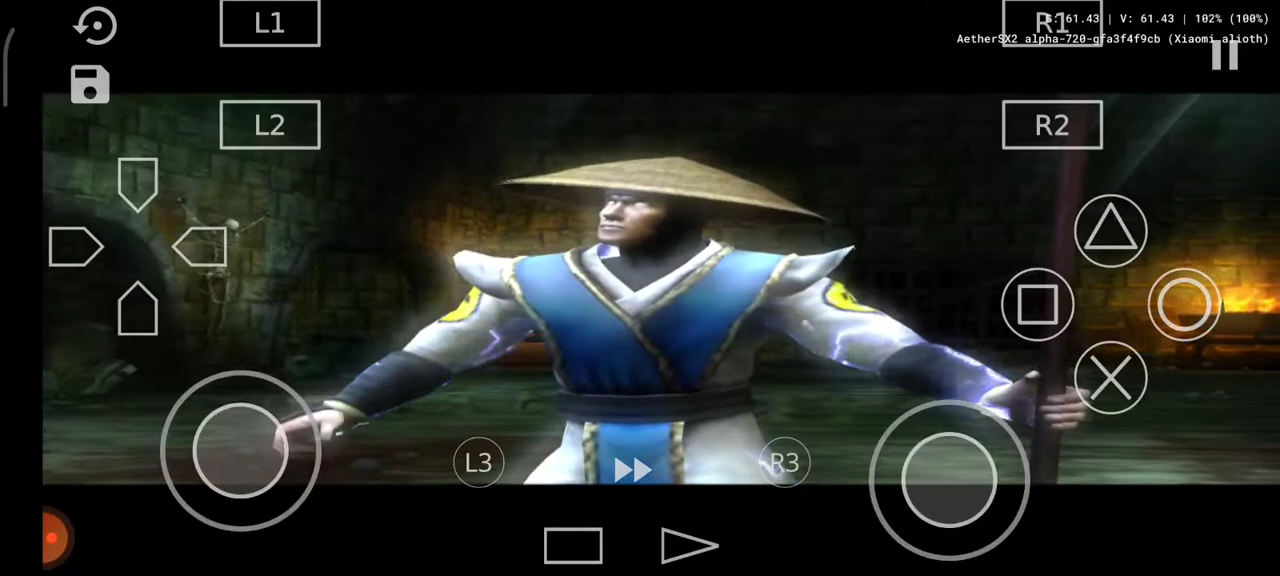 L1
R1
G: 61.43 | V: 61.43 | 102% (100%)
AetherSX2 alpha-720-gfa3f4f9cb (Xiaomi alioth)
L2
R2
L3
R3